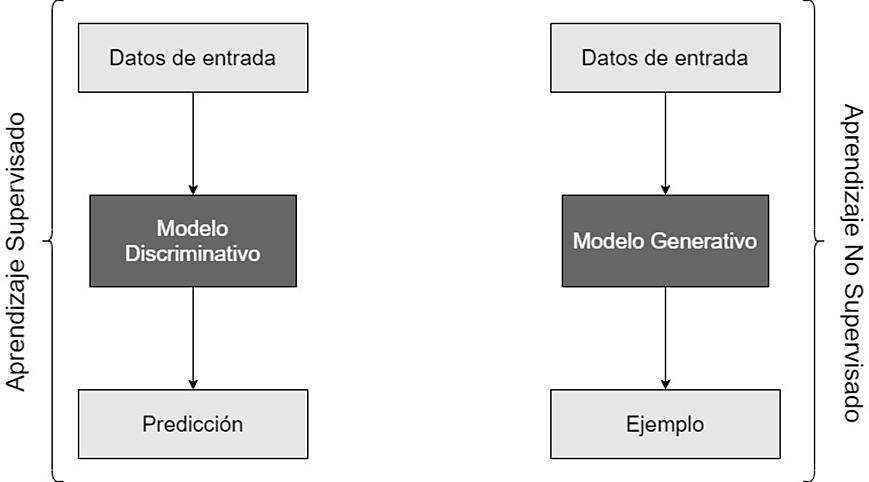 Aprendizaje Supervisado
Datos de entrada
Modelo
Discriminativo
Predicción
Datos de entrada
Modelo Generativo
Ejemplo
Aprendizaje No Supervisado